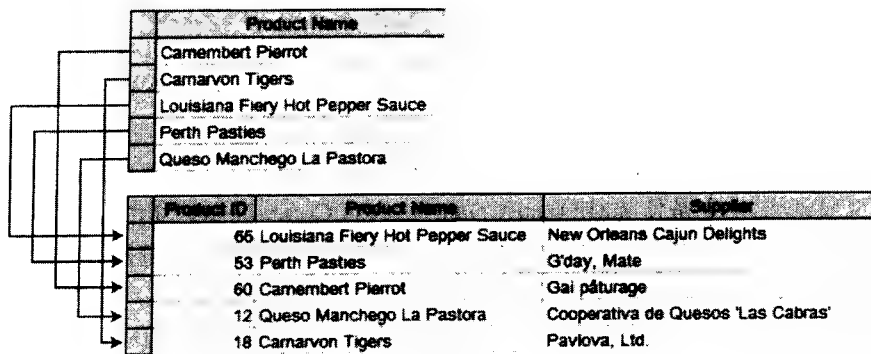 Product Name
Camembert Pierrot
Carnarvon Tigers
Louisiana Fiery Hot Pepper Sauce
Perth Pasties
Queso Manchego La Pastora
Product ID Product Name Supplier
65 Louisiana Fiery Hot Pepper Sauce New Orleans Cajun Delights
53 Perth Pasties G'day, Mate
60 Camembert Pierrot Gai pâturage
12 Queso Manchego La Pastora Cooperativa de Quesos 'Las Cabras'
18 Carnarvon Tigers Pavlova, Ltd.